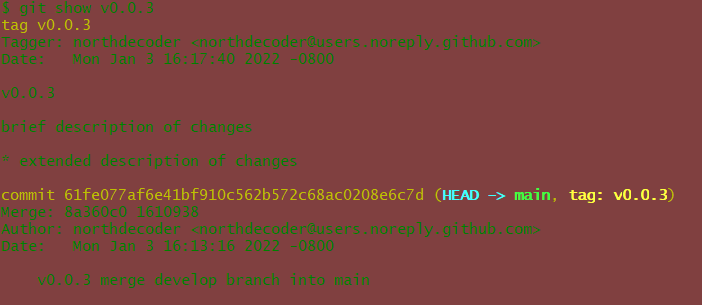 $ git show v0.0.3
tag v0.0.3
Tagger: northdecoder <northdecoder@users.noreply.github.com>
Date:   Mon Jan 3 16:17:40 2022 -0800
v0.0.3
brief description of changes
* extended description of changes
commit 61fe077af6e41bf910c562b572c68ac0208e6c7d (HEAD -> main, tag: v0.0.3)
Merge: 8a360c0 1610938
Author: northdecoder <northdecoder@users.noreply.github.com>
Date:   Mon Jan 3 16:13:16 2022 -0800
v0.0.3 merge develop branch into main